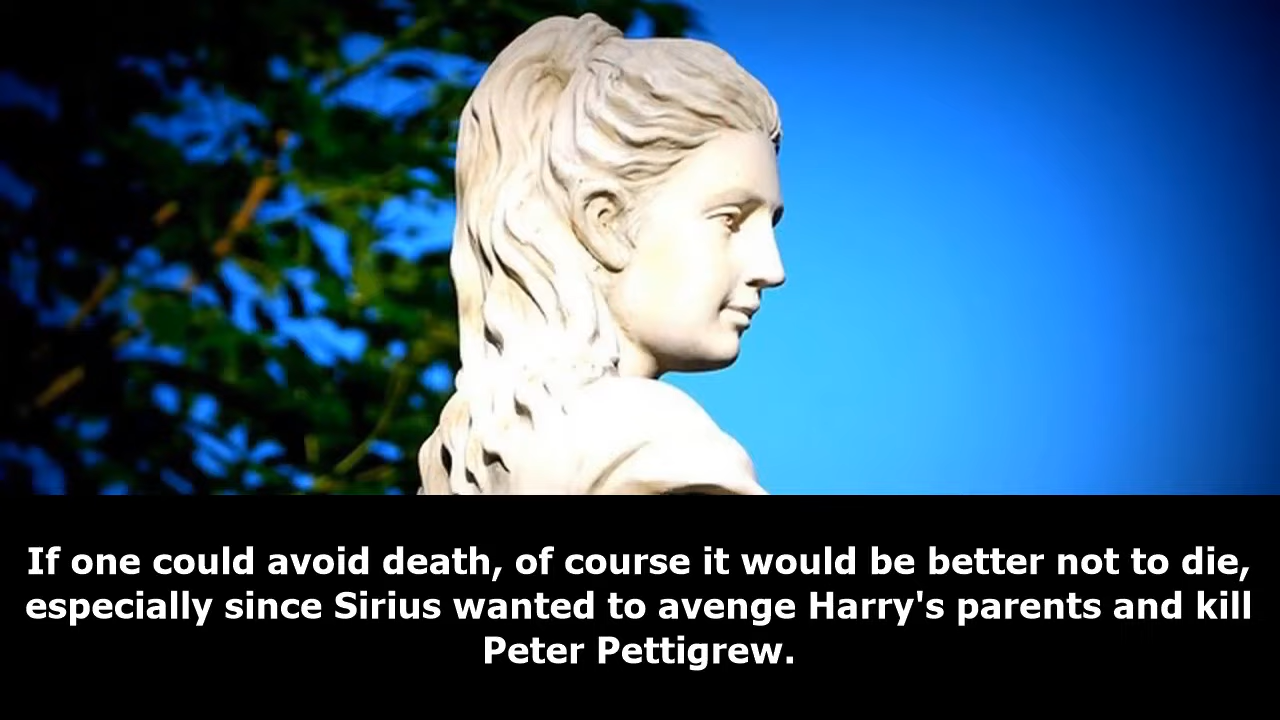 If one could avoid death, of course it would be better not to die,
especially since Sirius wanted to avenge Harry's parents and kill
Peter Pettigrew.